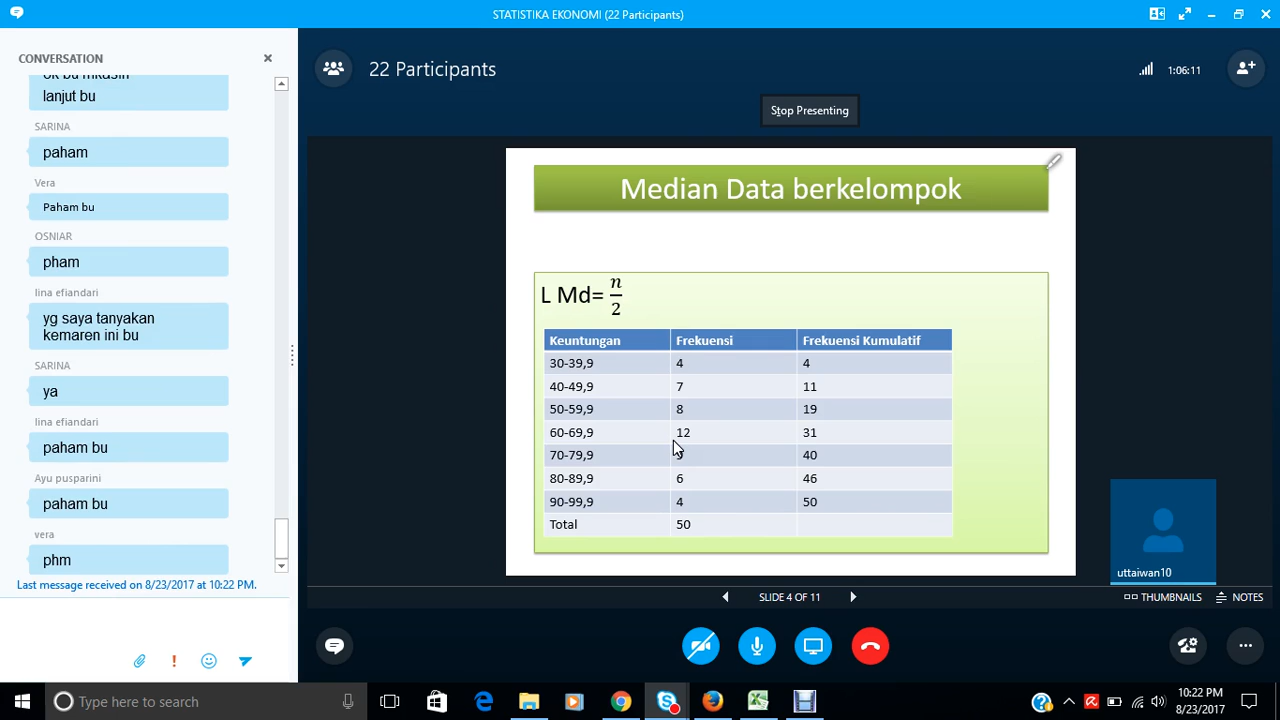 STATISTIKA EKONOMI (22 Participants)
CONVERSATION
ok bu mkasih
lanjut bu
SARINA
paham
Vera
Paham bu
OSNIAR
pham
lina efiandari
yg saya tanyakan
kemaren ini bu
SARINA
ya
lina efiandari
paham bu
Ayu pusparini
paham bu
vera
phm
Last message received on 8/23/2017 at 10:22 PM.
22 Participants
1:06:11
Stop Presenting
Median Data berkelompok
L Md= n/2
Keuntungan Frekuensi Frekuensi Kumulatif
30-39,9 4 4
40-49,9 7 11
50-59,9 8 19
60-69,9 12 31
70-79,9 40
80-89,9 6 46
90-99,9 4 50
Total 50
uttaiwan10
SLIDE 4 OF 11
THUMBNAILS
NOTES
Type here to search
10:22 PM
8/23/2017